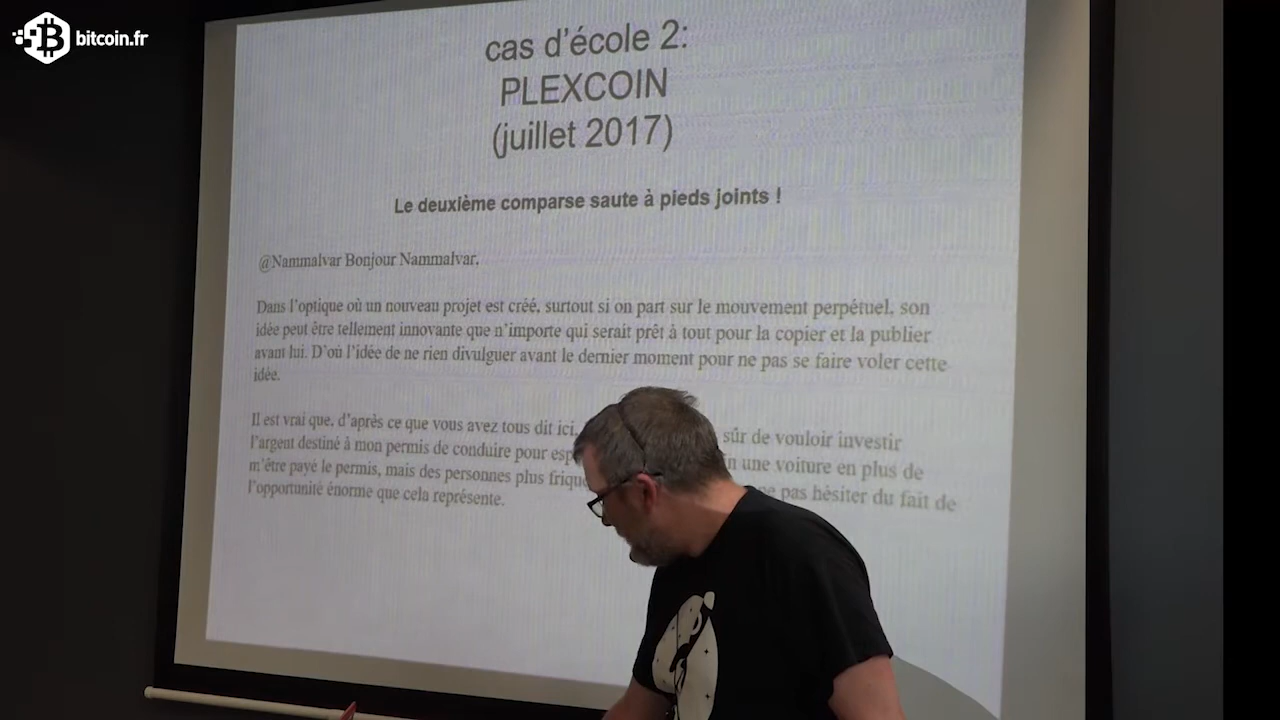 bitcoin.fr
cas d'école 2:
PLEXCOIN
(juillet 2017)
Le deuxième comparse saute à pieds joints !
@Nammalvar Bonjour Nammalvar,
Dans l'optique où un nouveau projet est créé, surtout si on part sur le mouvement perpétuel, son
idée peut être tellement innovante que n'importe qui serait prêt à tout pour la copier et la publier
avant lui. D'où l'idée de ne rien divulguer avant le dernier moment pour ne pas se faire voler cette
idée.
Il est vrai que, d'après ce que vous avez tous dit ici, sûr de vouloir investir
l'argent destiné à mon permis de conduire pour une voiture en plus de
m'être payé le permis, mais des personnes plus ne pas hésiter du fait de
l'opportunité énorme que cela représente.